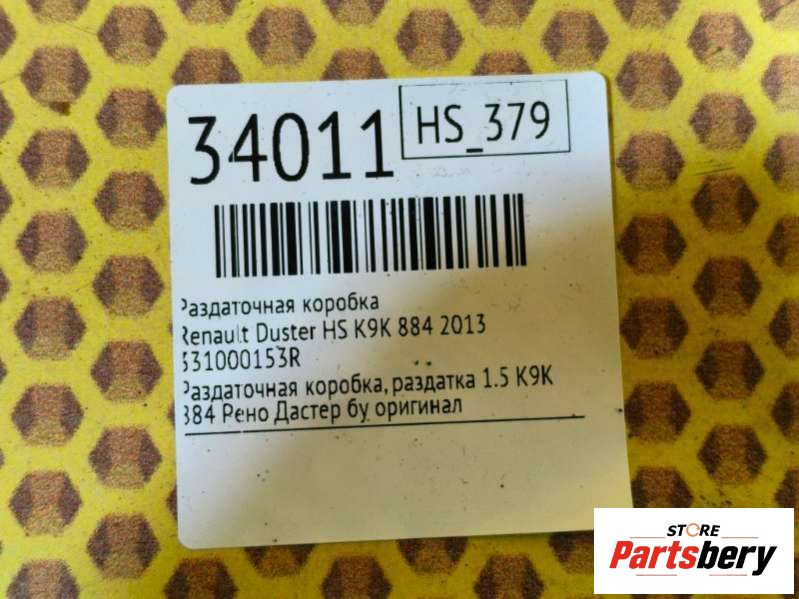 34011
HS_379
Раздаточная коробка
Renault Duster HS K9K 884 2013
331000153R
Раздаточная коробка, раздатка 1.5 K9K
884 Рено Дастер бу оригинал
STORE
Partsbery